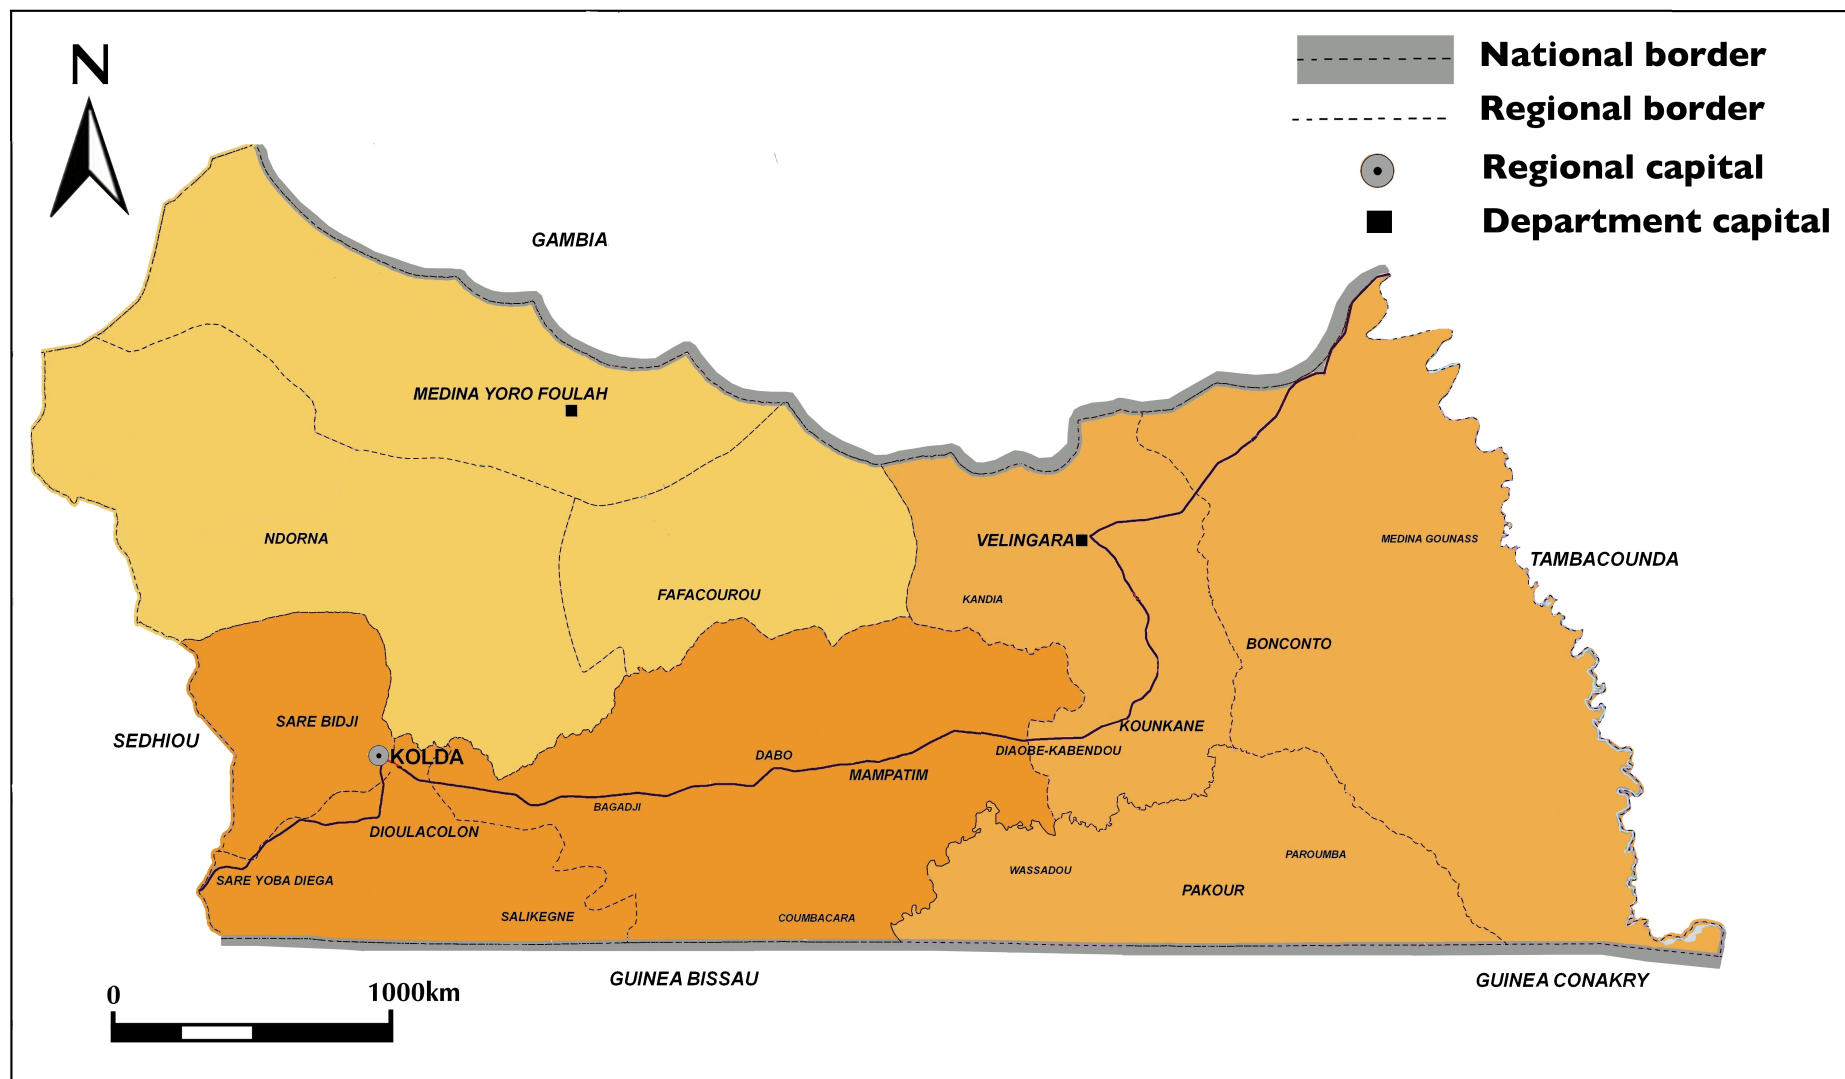 N
National border
Regional border
Regional capital
Department capital
GAMBIA
MEDINA YORO FOULAH
NDORNA
VELINGARA
MEDINA GOUNASS
TAMBACOUNDA
FAFACOUROU
KANDIA
BONCONTO
SARE BIDJI
KOUNKANE
SEDHIOU
KOLDA
DABO
DIAOBE-KABENDOU
MAMPATIM
BAGADJI
DIOULACOLON
PAROUMBA
WASSADOU
SARE YOBA DIEGA
PAKOUR
SALIKEGNE
COUMBACARA
GUINEA BISSAU
GUINEA CONAKRY
0
1000km